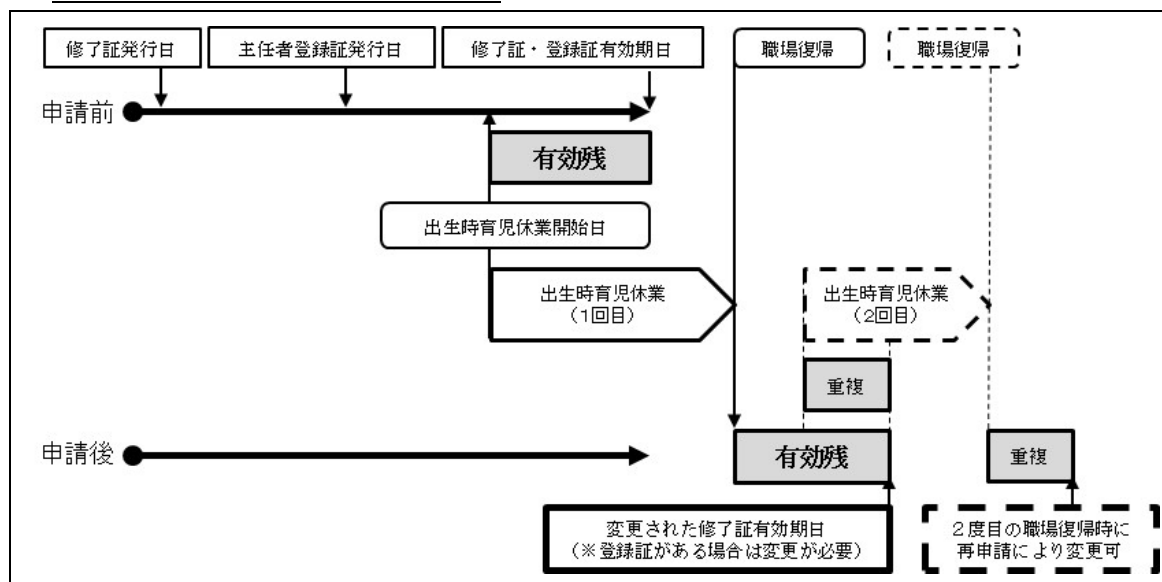 修了証発行日
主任者登録証発行日
修了証・登録証有効期日
職場復帰
職場復帰
申請前
有効残
出生時育児休業開始日
出生時育児休業
（1回目）
出生時育児休業
（2回目）
重複
申請後
有効残
重複
変更された修了証有効期日
（※登録証がある場合は変更が必要）
２度目の職場復帰時に
再申請により変更可